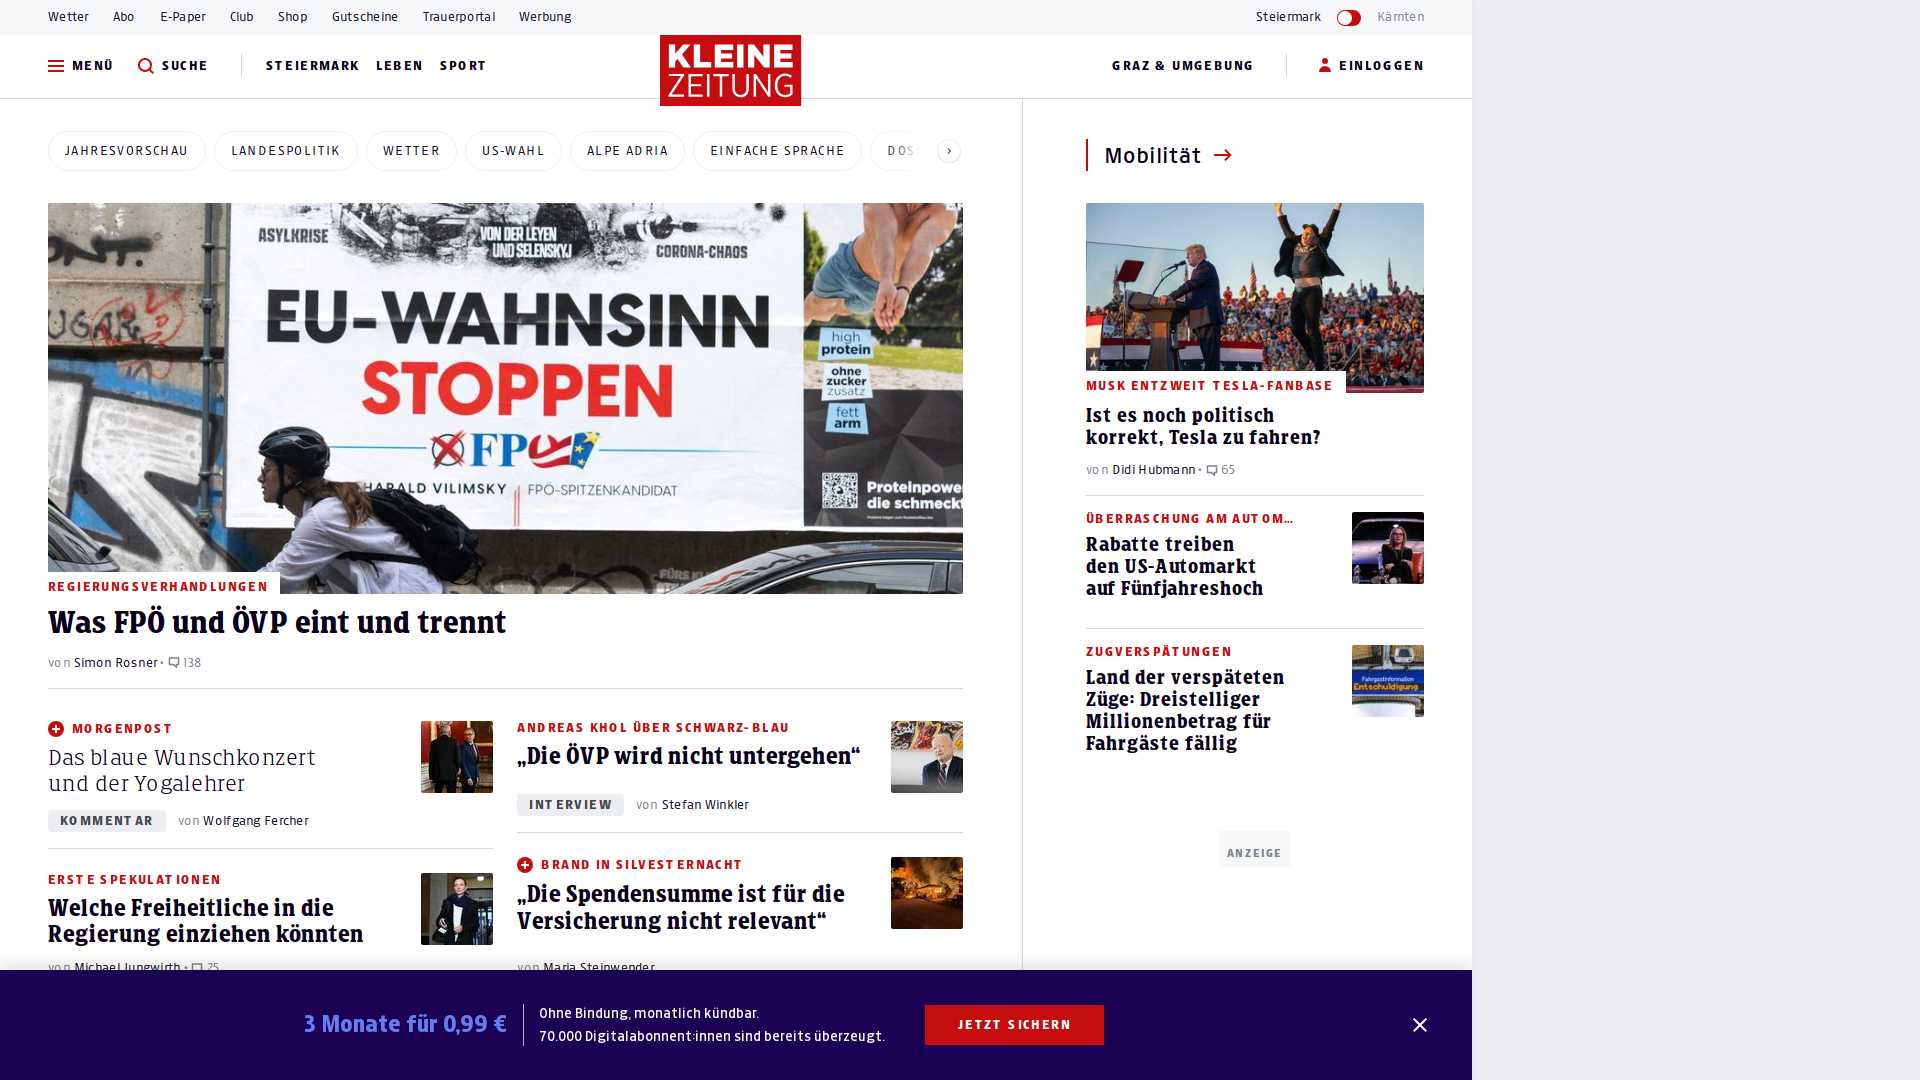 Wetter Abo E-Paper Club Shop Gutscheine Trauerportal Werbung
Steiermark Kärnten
MENÜ SUCHE STEIERMARK LEBEN SPORT
KLEINE
ZEITUNG
GRAZ & UMGEBUNG EINLOGGEN
JAHRESVORSCHAU LANDESPOLITIK WETTER US-WAHL ALPE ADRIA EINFACHE SPRACHE DOS
ASYLKRISE
VON DER LEYEN
UND SELENSKYJ
CORONA-CHAOS
EU-WAHNSINN
STOPPEN
FPÖ
HARALD VILIMSKY FPÖ-SPITZENKANDIDAT
high
protein
ohne
zucker
zusatz
fett
arm
Proteinpower
die schmeckt
REGIERUNGSVERHANDLUNGEN
Was FPÖ und ÖVP eint und trennt
von Simon Rosner • 138
MORGENPOST
Das blaue Wunschkonzert
und der Yogalehrer
KOMMENTAR von Wolfgang Fercher
ERSTE SPEKULATIONEN
Welche Freiheitliche in die
Regierung einziehen könnten
von Michael Jungwirth • 25
ANDREAS KHOL ÜBER SCHWARZ-BLAU
„Die ÖVP wird nicht untergehen“
INTERVIEW von Stefan Winkler
BRAND IN SILVESTERNACHT
„Die Spendensumme ist für die
Versicherung nicht relevant“
von Maria Steinwender
Mobilität
MUSK ENTZWEIT TESLA-FANBASE
Ist es noch politisch
korrekt, Tesla zu fahren?
von Didi Hubmann • 65
ÜBERRASCHUNG AM AUTOM...
Rabatte treiben
den US-Automarkt
auf Fünfjahreshoch
ZUGVERSPÄTUNGEN
Land der verspäteten
Züge: Dreistelliger
Millionenbetrag für
Fahrgäste fällig
Fahrgastinformation
Entschuldigung
ANZEIGE
3 Monate für 0,99 €
Ohne Bindung, monatlich kündbar.
70.000 Digitalabonnent:innen sind bereits überzeugt.
JETZT SICHERN